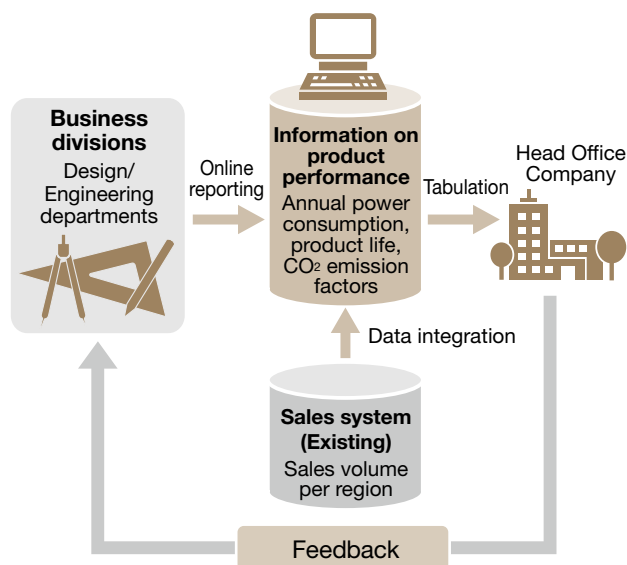 Business
divisions
Design/
Engineering
departments
Online
reporting
Information on
product
performance
Annual power
consumption,
product life,
CO2 emission
factors
Tabulation
Head Office
Company
Data integration
Sales system
(Existing)
Sales volume
per region
Feedback